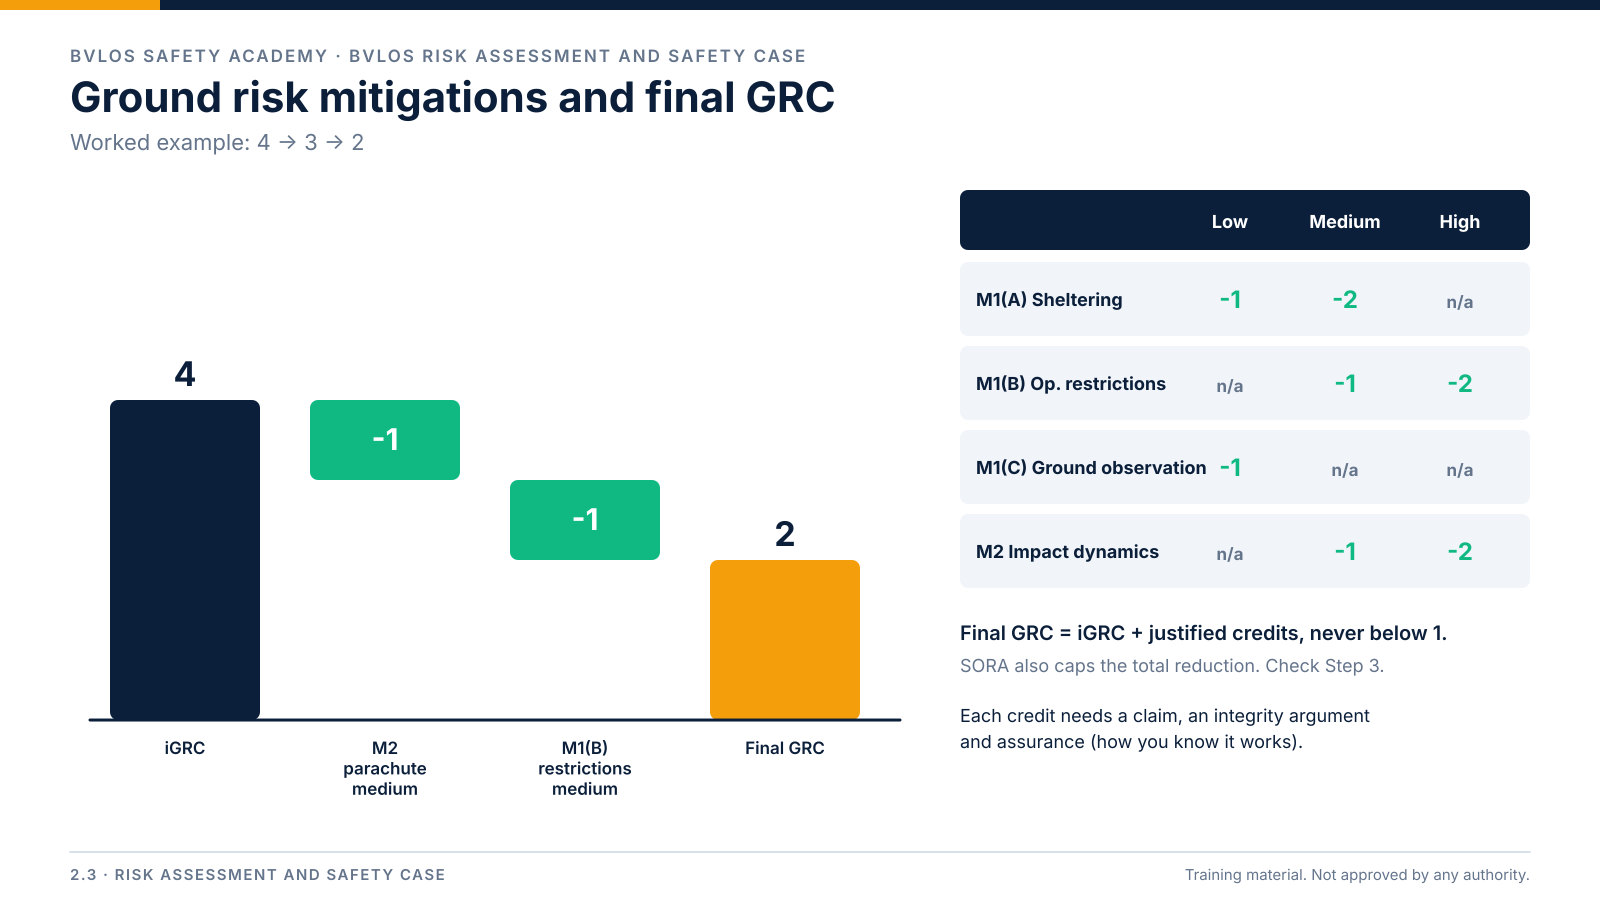 BVLOS SAFETY ACADEMY · BVLOS RISK ASSESSMENT AND SAFETY CASE
Ground risk mitigations and final GRC
Worked example: 4 → 3 → 2
4
-1
-1
2
iGRC
M2
parachute
medium
M1(B)
restrictions
medium
Final GRC
Low Medium High
M1(A) Sheltering -1 -2 n/a
M1(B) Op. restrictions n/a -1 -2
M1(C) Ground observation -1 n/a n/a
M2 Impact dynamics n/a -1 -2
Final GRC = iGRC + justified credits, never below 1.
SORA also caps the total reduction. Check Step 3.
Each credit needs a claim, an integrity argument
and assurance (how you know it works).
2.3 · RISK ASSESSMENT AND SAFETY CASE
Training material. Not approved by any authority.